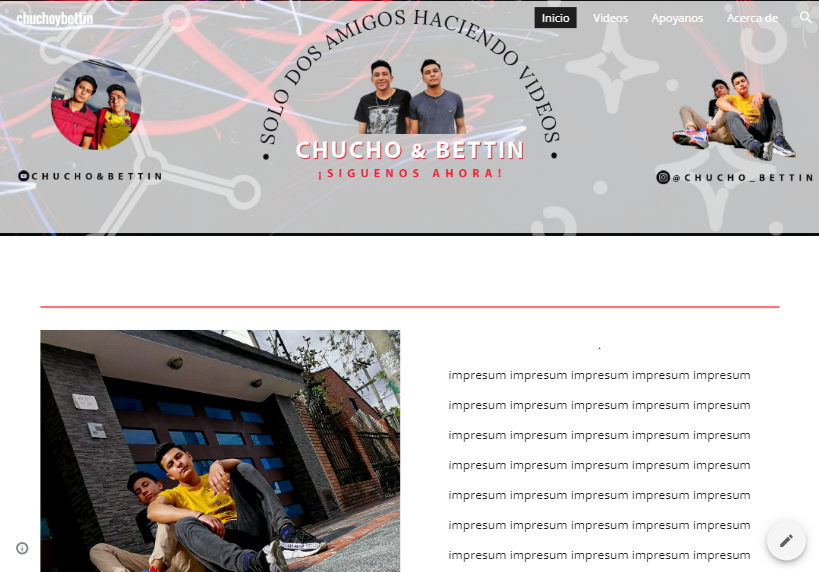 chuchoybettin
Inicio
Videos
Apoyanos
Acerca de
SOLO DOS AMIGOS HACIENDO VIDEOS
CHUCHO & BETTIN
¡SIGUENOS AHORA!
CHUCHO&BETTIN
@CHUCHO_BETTIN
.
impresum impresum impresum impresum impresum
impresum impresum impresum impresum impresum
impresum impresum impresum impresum impresum
impresum impresum impresum impresum impresum
impresum impresum impresum impresum impresum
impresum impresum impresum impresum impresum
impresum impresum impresum impresum impresum